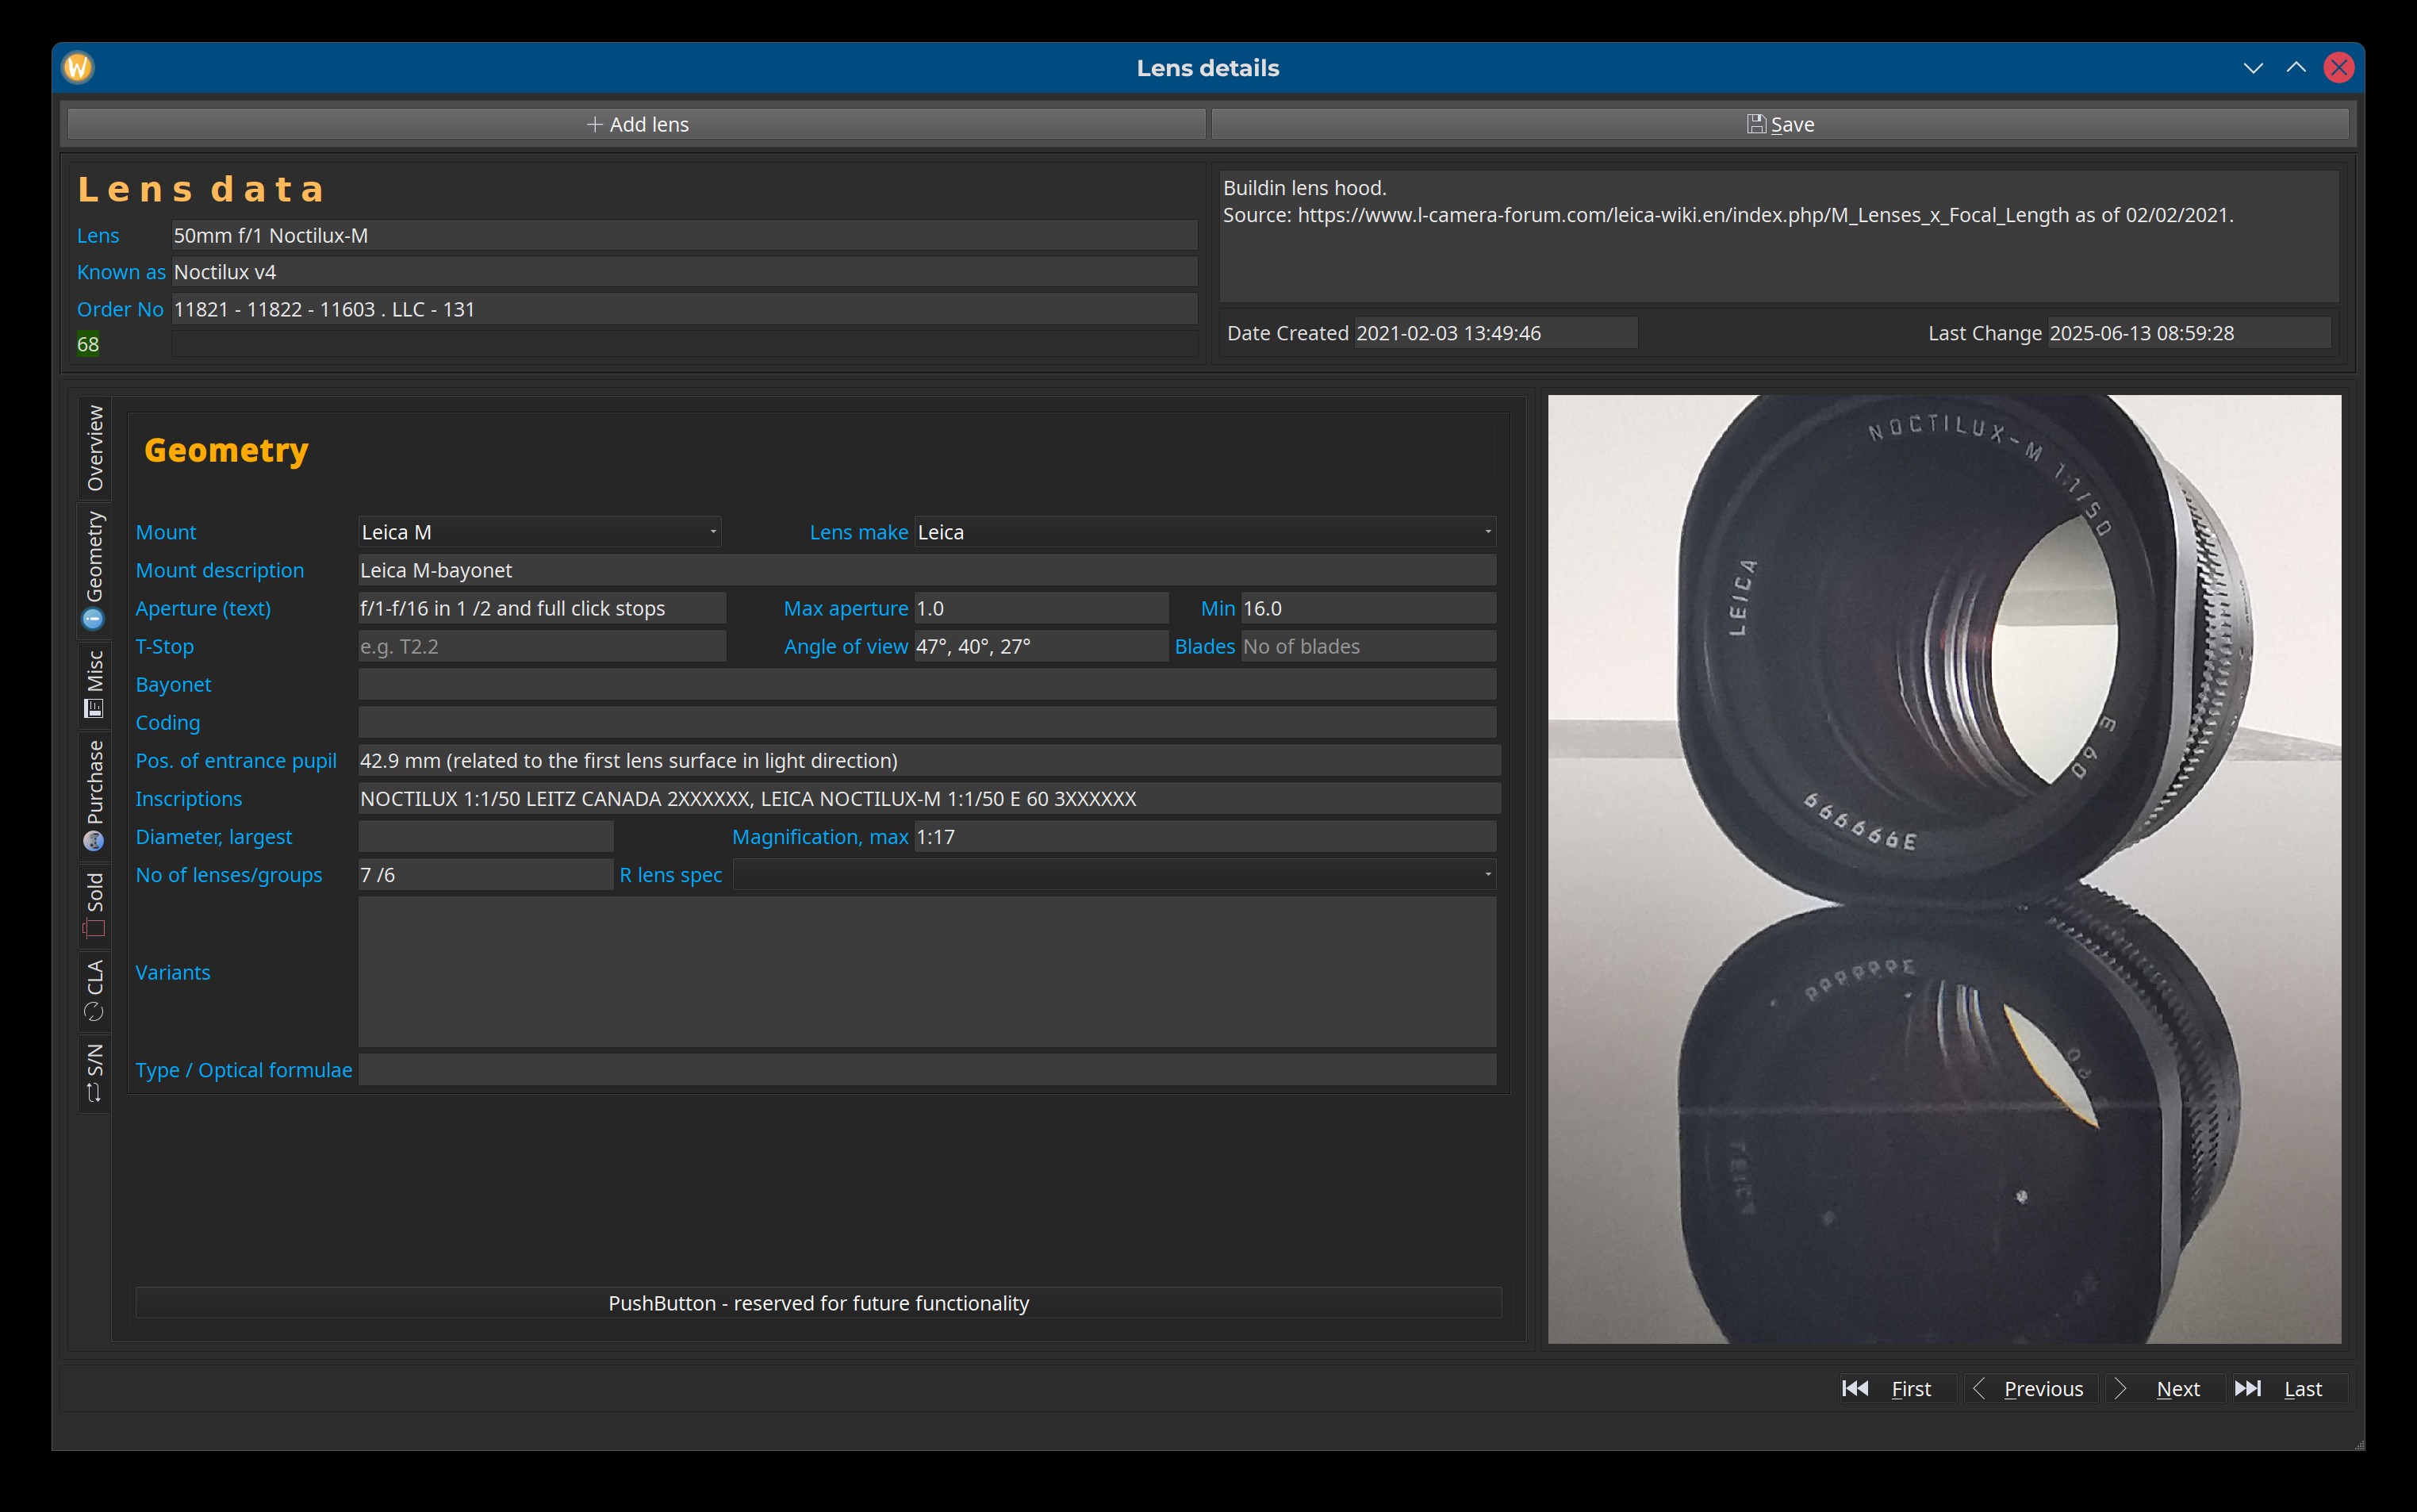 Lens details
Add lens
Save
Lens data
Lens 50mm f/1 Noctilux-M
Known as Noctilux v4
Order No 11821 - 11822 - 11603 . LLC - 131
68
Buildin lens hood.
Source: https://www.l-camera-forum.com/leica-wiki.en/index.php/M_Lenses_x_Focal_Length as of 02/02/2021.
Date Created 2021-02-03 13:49:46 Last Change 2025-06-13 08:59:28
Overview
Geometry
Misc
Purchase
Sold
CLA
S/N
Geometry
Mount Leica M Lens make Leica
Mount description Leica M-bayonet
Aperture (text) f/1-f/16 in 1 /2 and full click stops Max aperture 1.0 Min 16.0
T-Stop e.g. T2.2 Angle of view 47°, 40°, 27° Blades No of blades
Bayonet
Coding
Pos. of entrance pupil 42.9 mm (related to the first lens surface in light direction)
Inscriptions NOCTILUX 1:1/50 LEITZ CANADA 2XXXXXX, LEICA NOCTILUX-M 1:1/50 E 60 3XXXXXX
Diameter, largest Magnification, max 1:17
No of lenses/groups 7 /6 R lens spec
Variants
Type / Optical formulae
PushButton - reserved for future functionality
NOCTILUX-M 1:1/50
LEICA
E 60
First Previous Next Last